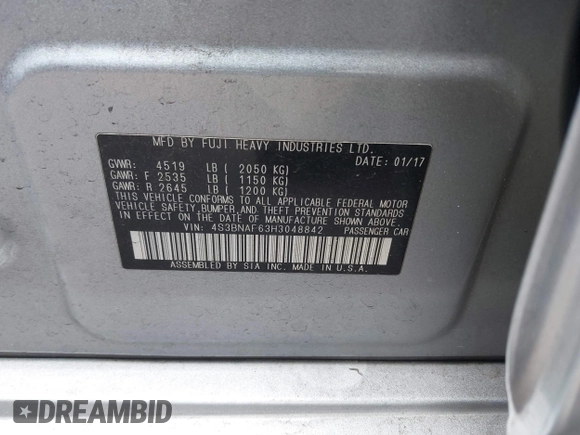 MFD BY FUJI HEAVY INDUSTRIES LTD.
DATE: 01/17
GVWR: 4519 LB ( 2050 KG)
GAWR: F 2535 LB ( 1150 KG)
GAWR: R 2645 LB ( 1200 KG)
THIS VEHICLE CONFORMS TO ALL APPLICABLE FEDERAL MOTOR
VEHICLE SAFETY, BUMPER, AND THEFT PREVENTION STANDARDS
IN EFFECT ON THE DATE OF MANUFACTURE SHOWN ABOVE.
VIN: 4S3BNAF63H3048842 PASSENGER CAR
ASSEMBLED BY SIA INC. MADE IN U.S.A.
DREAMBID